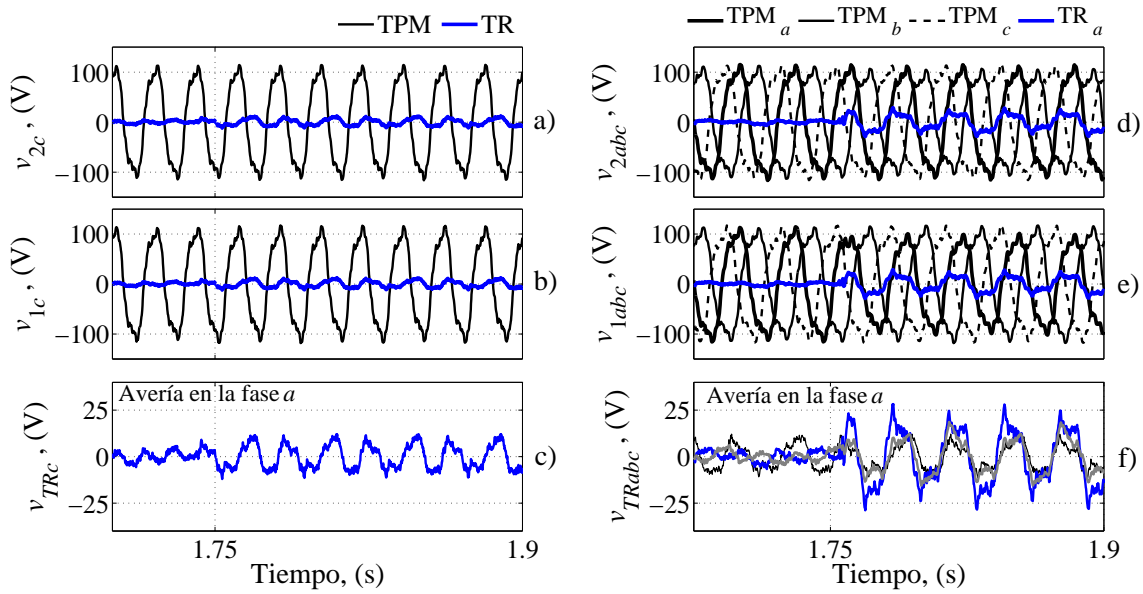 TPM TR
v2c , (V)
100
0
−100
a)
v1c , (V)
100
0
−100
b)
Avería en la fase a
vTRc , (V)
25
0
−25
c)
1.75 1.9
Tiempo, (s)
TPM a TPM b TPM c TR a
v2abc , (V)
100
0
−100
d)
v1abc , (V)
100
0
−100
e)
Avería en la fase a
vTRabc , (V)
25
0
−25
f)
1.75 1.9
Tiempo, (s)